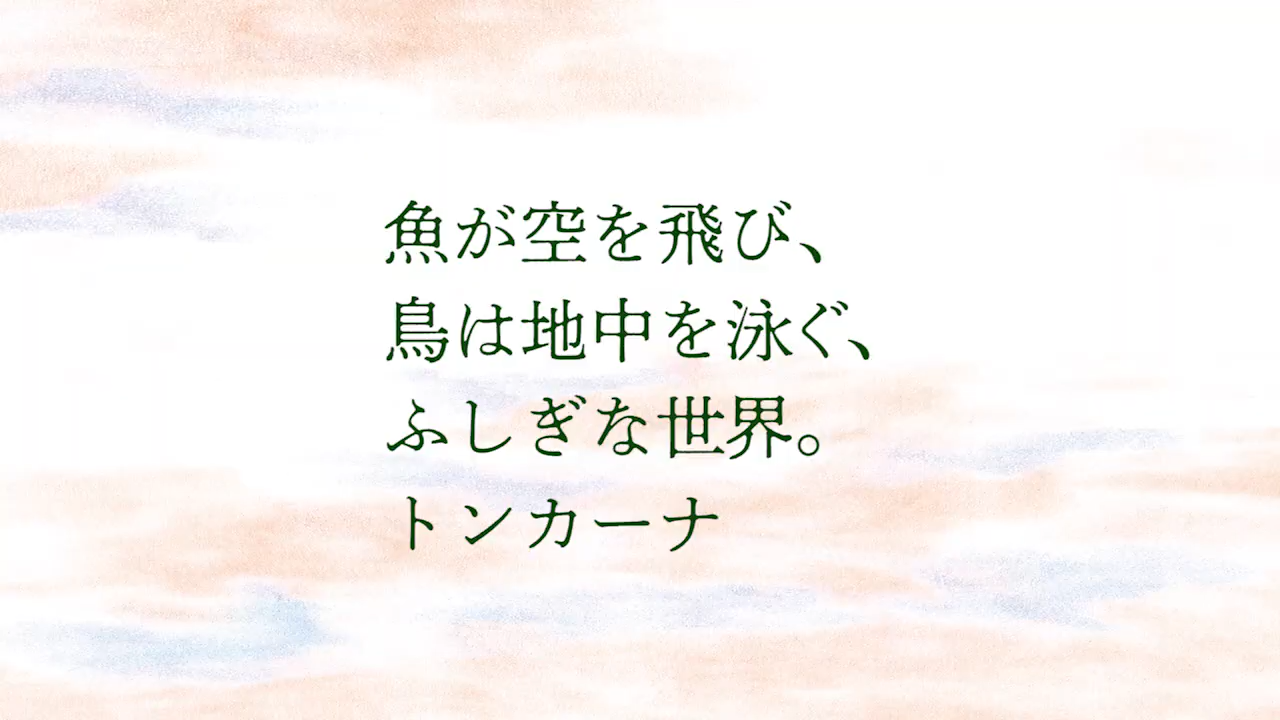 魚が空を飛び、
鳥は地中を泳ぐ、
ふしぎな世界。
トンカーナ